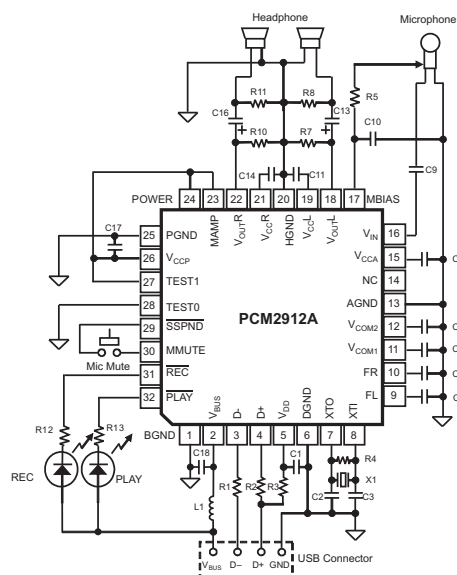 Headphone
Microphone
R11
R8
C16
C13
R5
+
+
R10
R7
C10
C14
C11
C9
POWER
24
23
22
21
20
19
18
17
MBIAS
MAMP
VOUTR
VCCR
HGND
VCCL
VOUTL
C17
25
PGND
26
VCCP
27
TEST1
28
TEST0
29
SSPND
30
MMUTE
31
REC
32
PLAY
Mic Mute
PCM2912A
VIN
16
VCCA
15
NC
14
AGND
13
VCOM2
12
VCOM1
11
FR
10
FL
9
VBUS
D-
D+
VDD
DGND
XTO
XTI
BGND
1
2
3
4
5
6
7
8
R12
R13
REC
PLAY
C18
L1
R1
R2
R3
C1
R4
X1
C2
C3
USB Connector
VBUS
D–
D+
GND